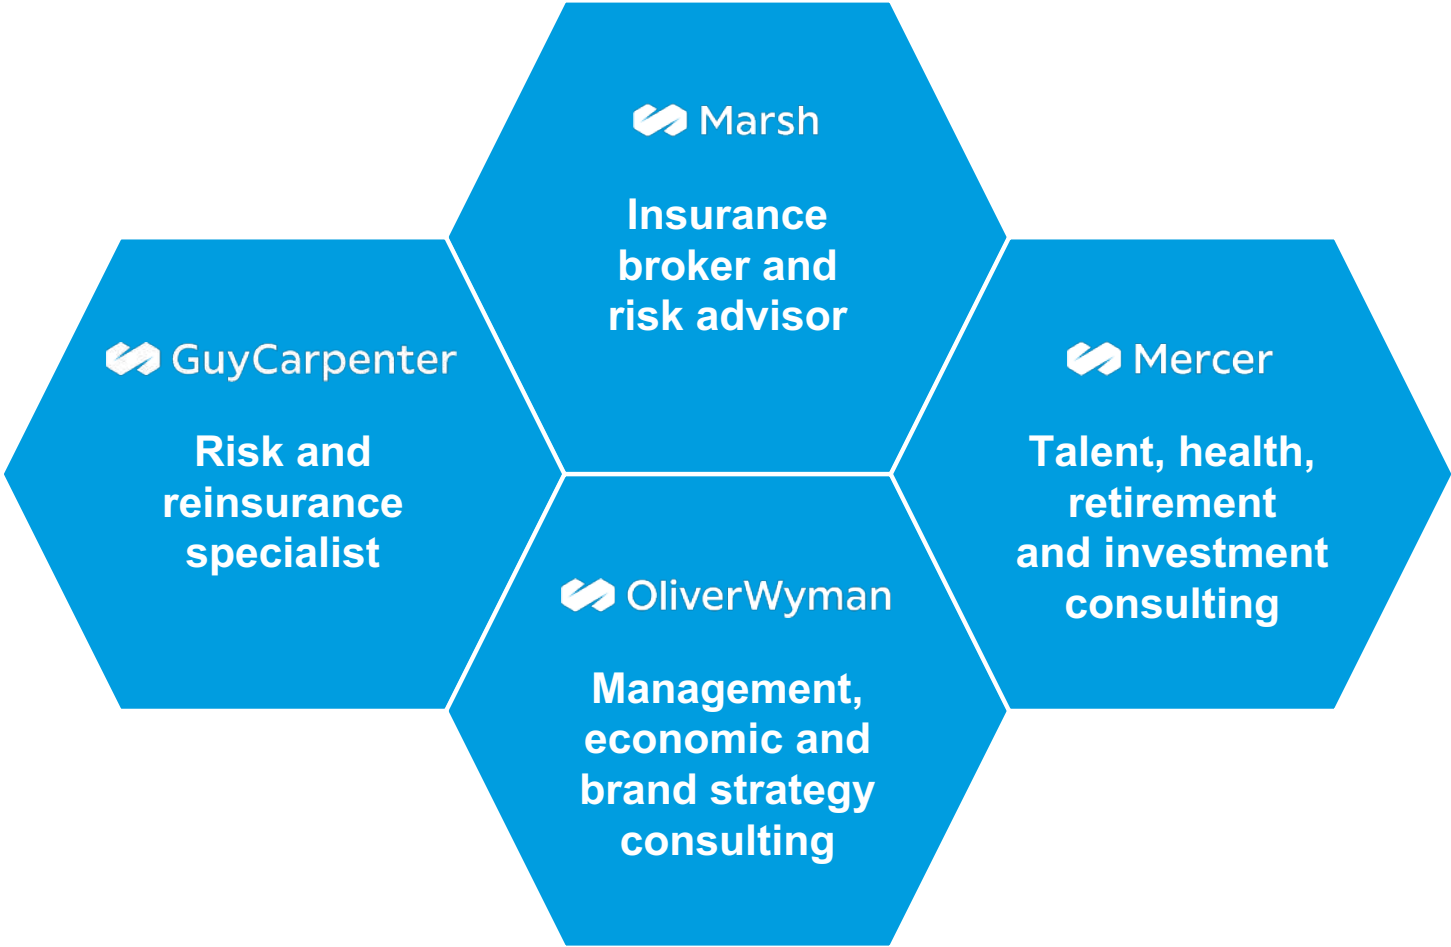 Marsh
Insurance
broker and
risk advisor
GuyCarpenter
Risk and
reinsurance
specialist
Mercer
Talent, health,
retirement
and investment
consulting
OliverWyman
Management,
economic and
brand strategy
consulting